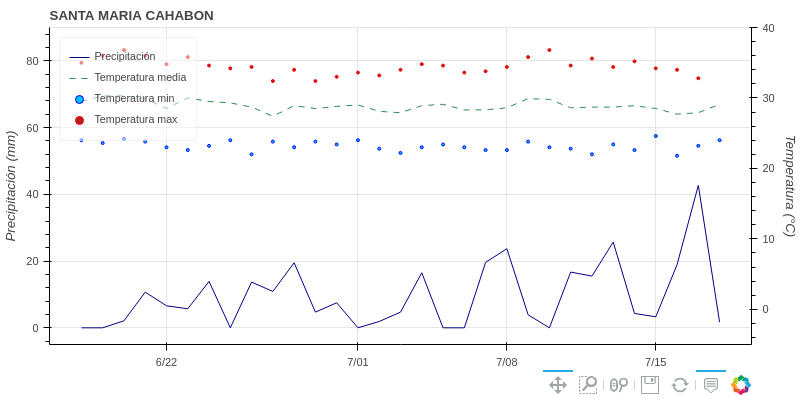 SANTA MARIA CAHABON
Precipitación
Temperatura media
Temperatura min
Temperatura max
Precipitación (mm)
80
60
40
20
0
Temperatura (°C)
40
30
20
10
0
6/22
7/01
7/08
7/15